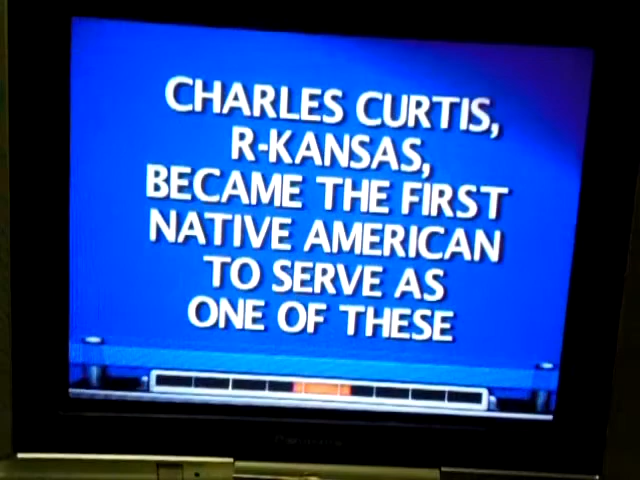 CHARLES CURTIS,
R-KANSAS,
BECAME THE FIRST
NATIVE AMERICAN
TO SERVE AS
ONE OF THESE